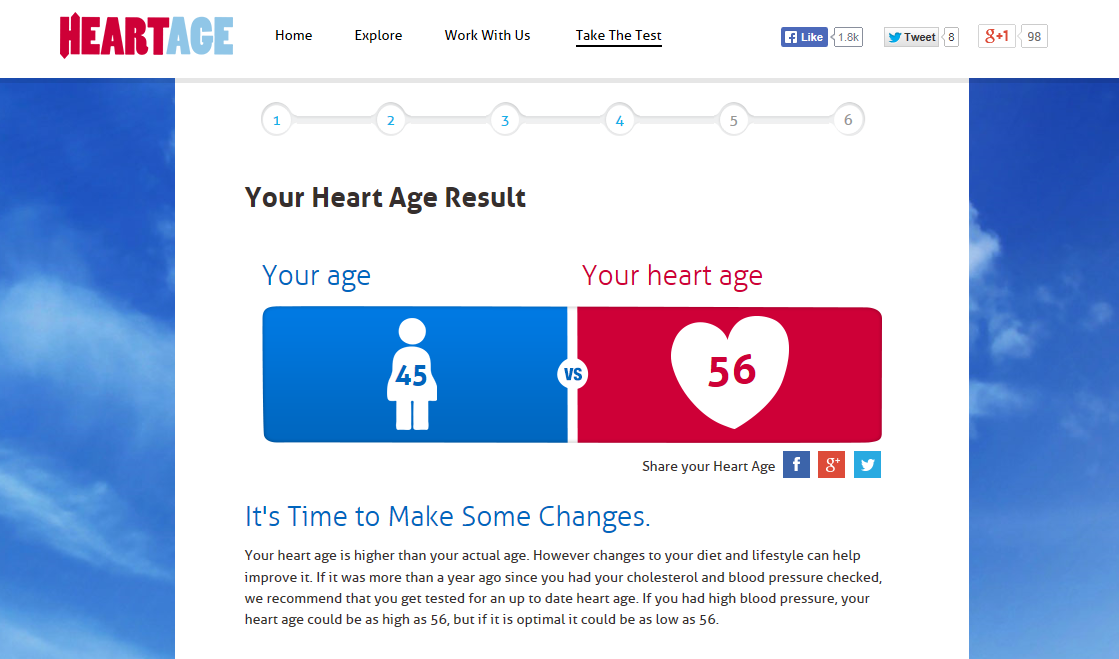 HEARTAGE
Home Explore Work With Us Take The Test
Like 1.8k Tweet 8 g+1 98
1 2 3 4 5 6
Your Heart Age Result
Your age Your heart age
45 VS 56
Share your Heart Age f g+
It's Time to Make Some Changes.
Your heart age is higher than your actual age. However changes to your diet and lifestyle can help
improve it. If it was more than a year ago since you had your cholesterol and blood pressure checked,
we recommend that you get tested for an up to date heart age. If you had high blood pressure, your
heart age could be as high as 56, but if it is optimal it could be as low as 56.